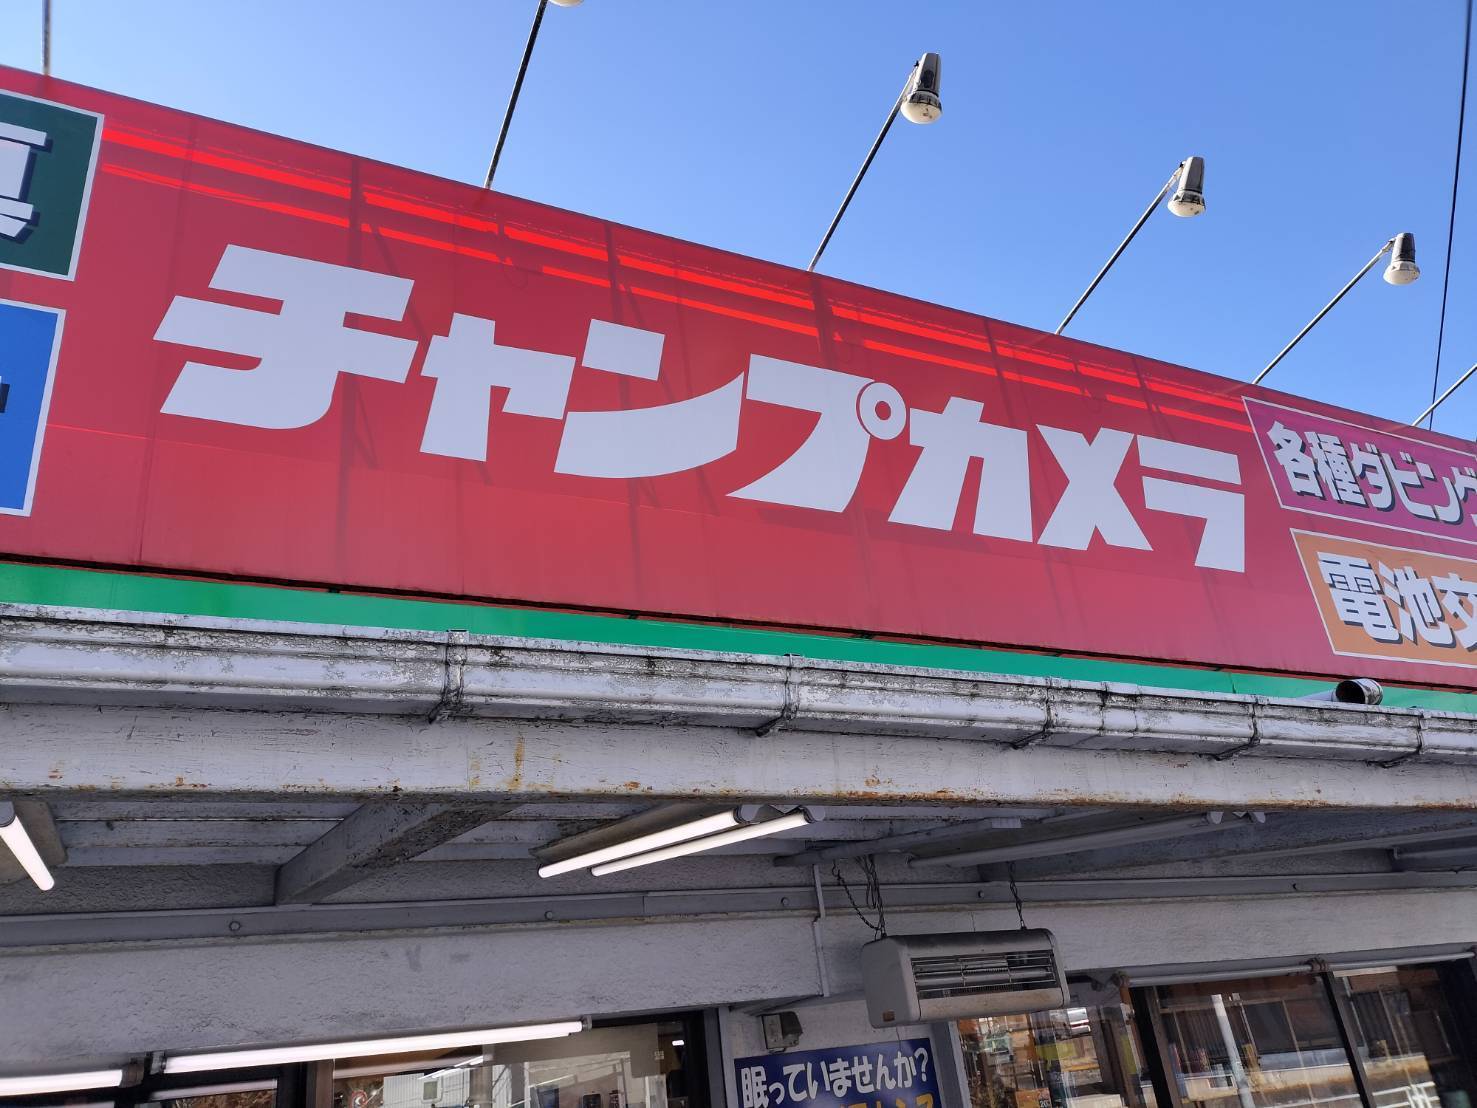 チャンプカメラ
各種ダビング
電池交
眠っていませんか?